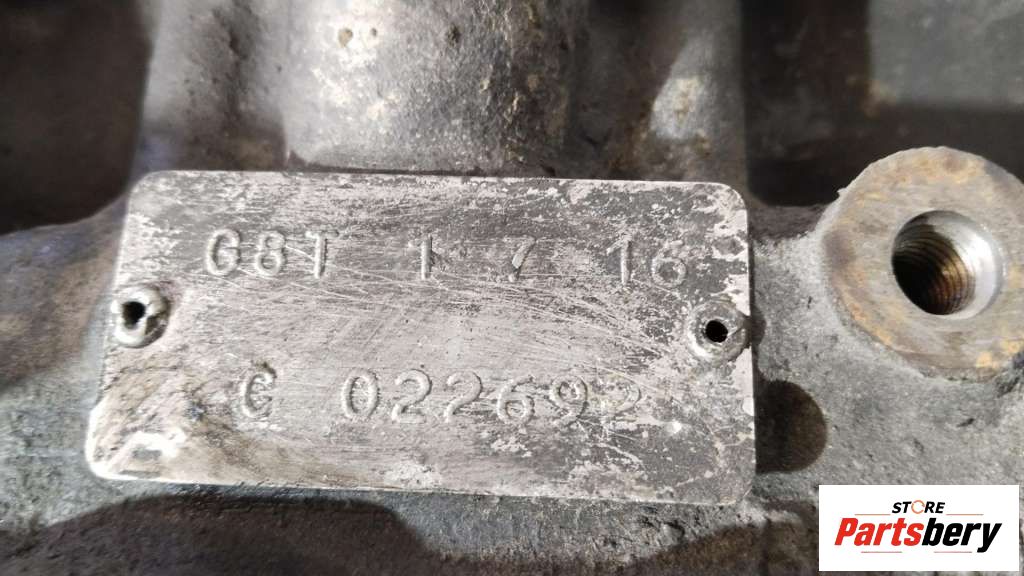 G8T 1 7 16
C 022692
STORE
Partsbery